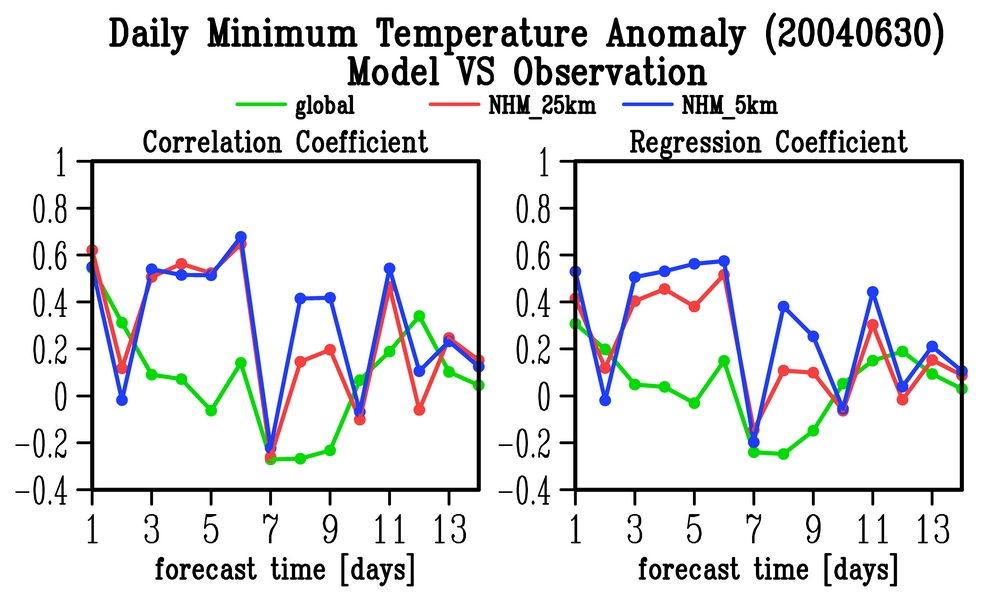 Daily Minimum Temperature Anomaly (20040630)
Model VS Observation
global NHM_25km NHM_5km
Correlation Coefficient
1
0.8
0.6
0.4
0.2
0
-0.2
-0.4
1 3 5 7 9 11 13
forecast time [days]
Regression Coefficient
1
0.8
0.6
0.4
0.2
0
-0.2
-0.4
1 3 5 7 9 11 13
forecast time [days]